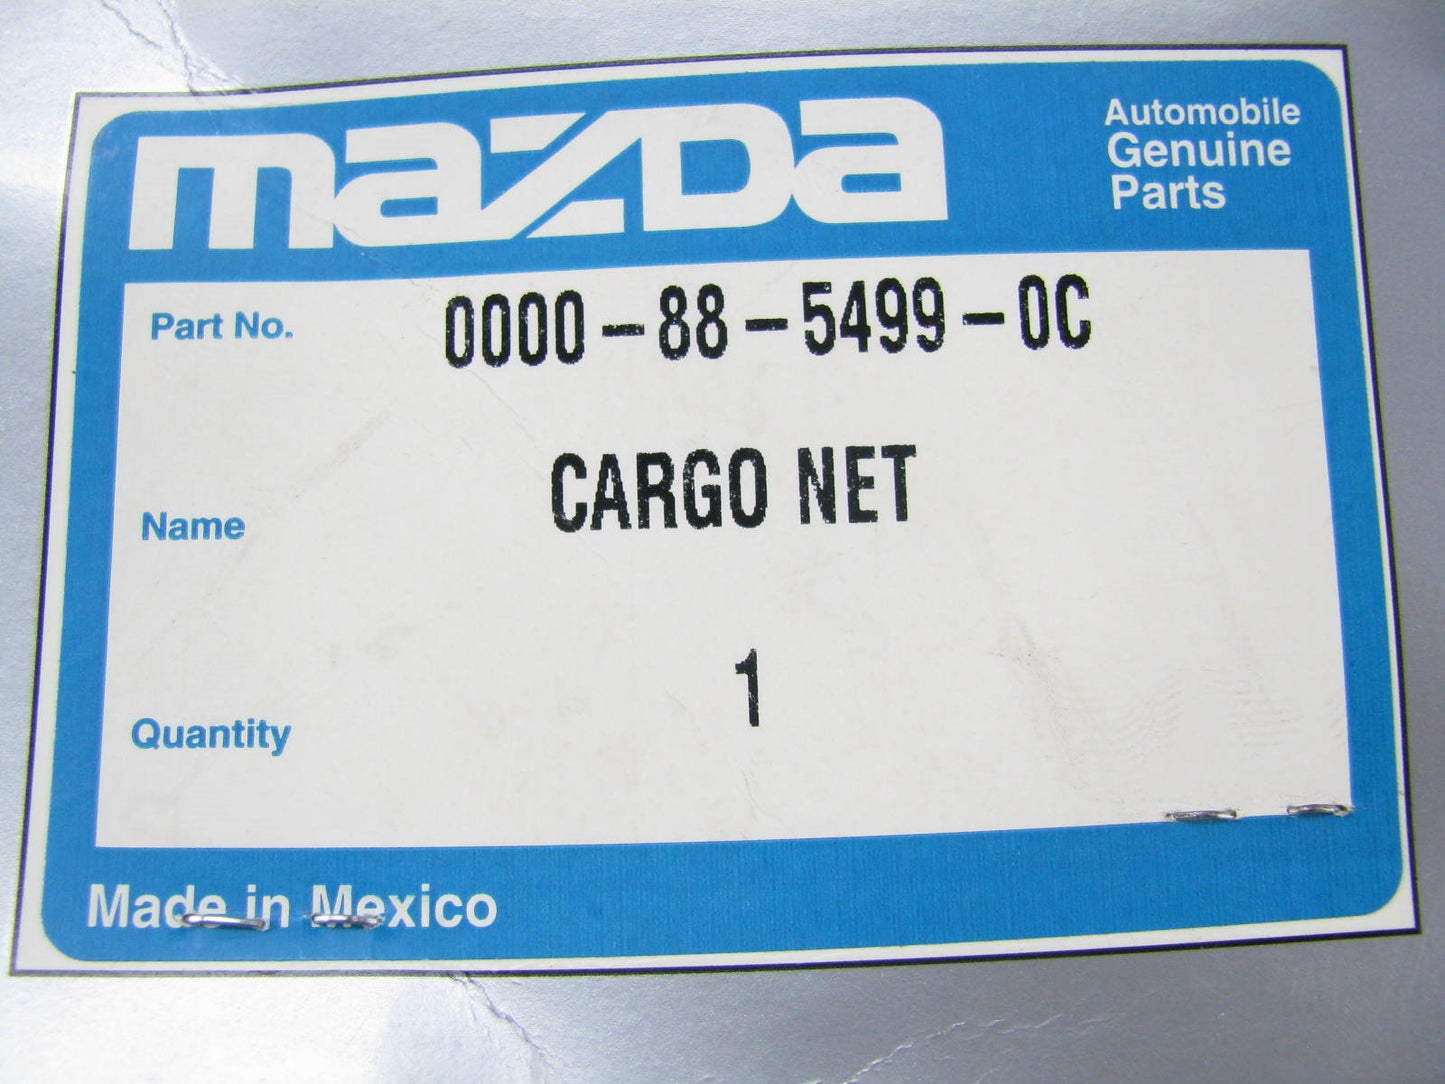 mazDa
Automobile
Genuine
Parts
Part No. 0000-88-5499-0C
Name CARGO NET
Quantity 1
Made in Mexico